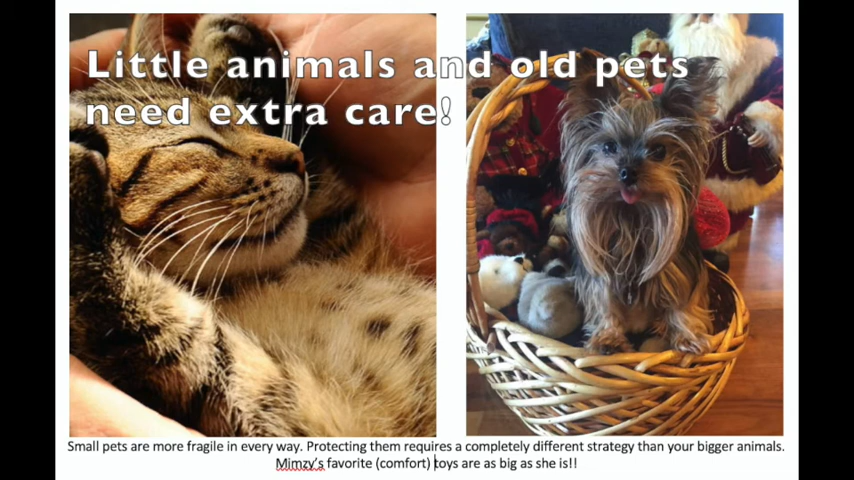 Little animals and old pets
need extra care!
Small pets are more fragile in every way. Protecting them requires a completely different strategy than your bigger animals.
Mimzy's favorite (comfort) toys are as big as she is!!